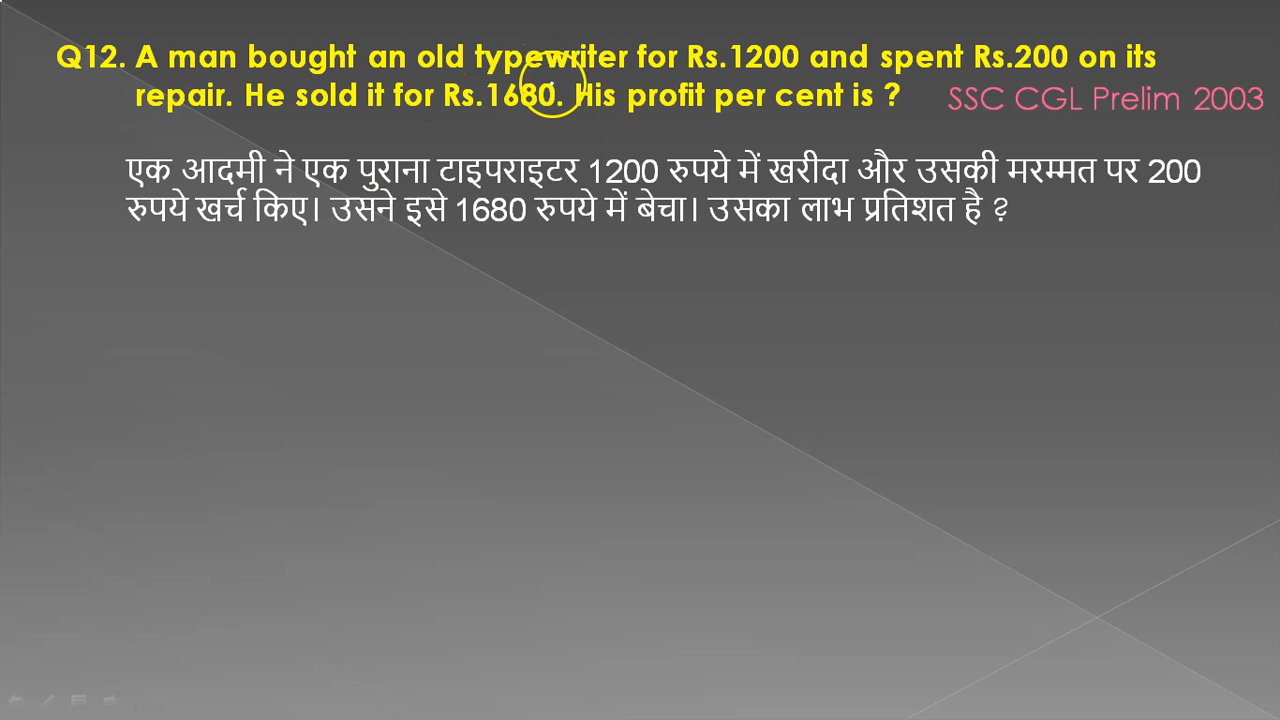 Q12. A man bought an old typewriter for Rs.1200 and spent Rs.200 on its
repair. He sold it for Rs.1680. His profit per cent is ? SSC CGL Prelim 2003
एक आदमी ने एक पुराना टाइपराइटर 1200 रुपये में खरीदा और उसकी मरम्मत पर 200
रुपये खर्च किए। उसने इसे 1680 रुपये में बेचा। उसका लाभ प्रतिशत है ?